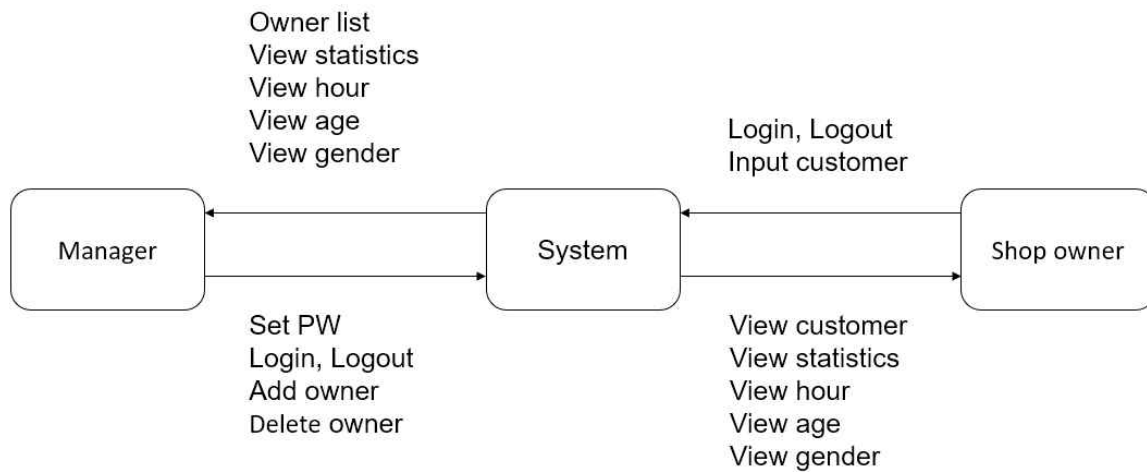 Owner list
View statistics
View hour
View age
View gender
Login, Logout
Input customer
Manager
System
Shop owner
Set PW
Login, Logout
Add owner
Delete owner
View customer
View statistics
View hour
View age
View gender